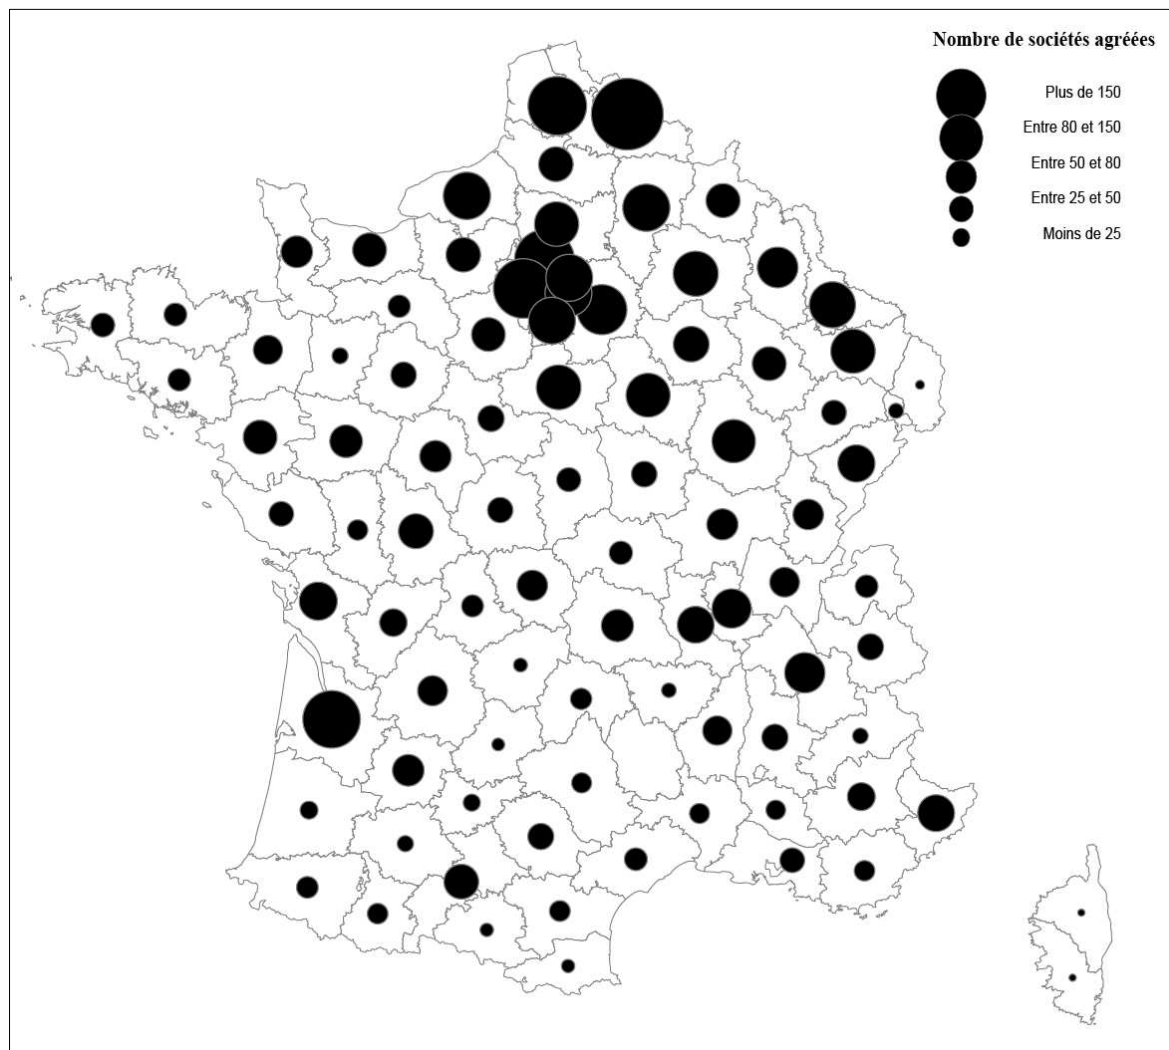 Nombre de sociétés agréées
Plus de 150
Entre 80 et 150
Entre 50 et 80
Entre 25 et 50
Moins de 25